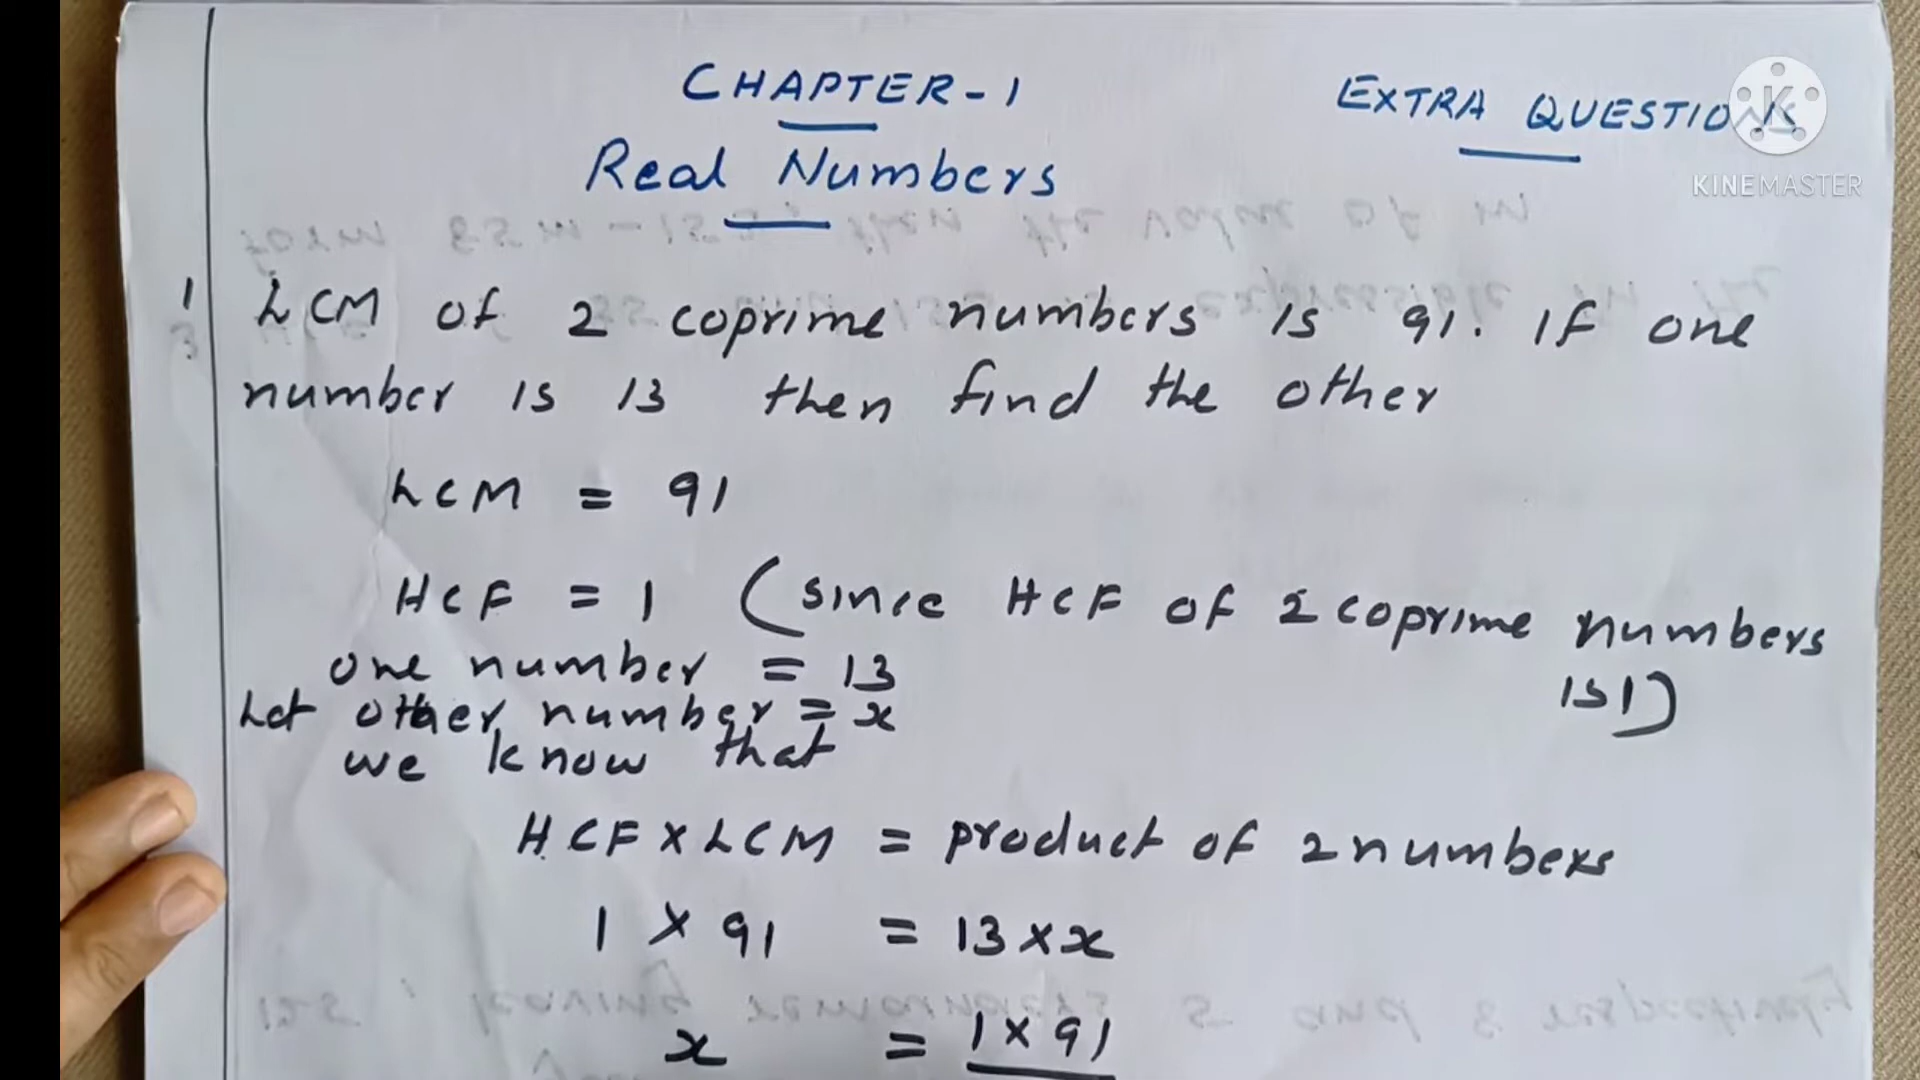 CHAPTER-1
EXTRA QUESTIONS
KINEMASTER
Real Numbers
1 LCM of 2 coprime numbers is 91. If one
number is 13 then find the other
LCM = 91
HCF = 1 (since HCF of 2 coprime numbers
is 1)
one number = 13
Let other number = x
we know that
HCF X LCM = product of 2 numbers
1 X 91 = 13 X x
x = 1 X 91